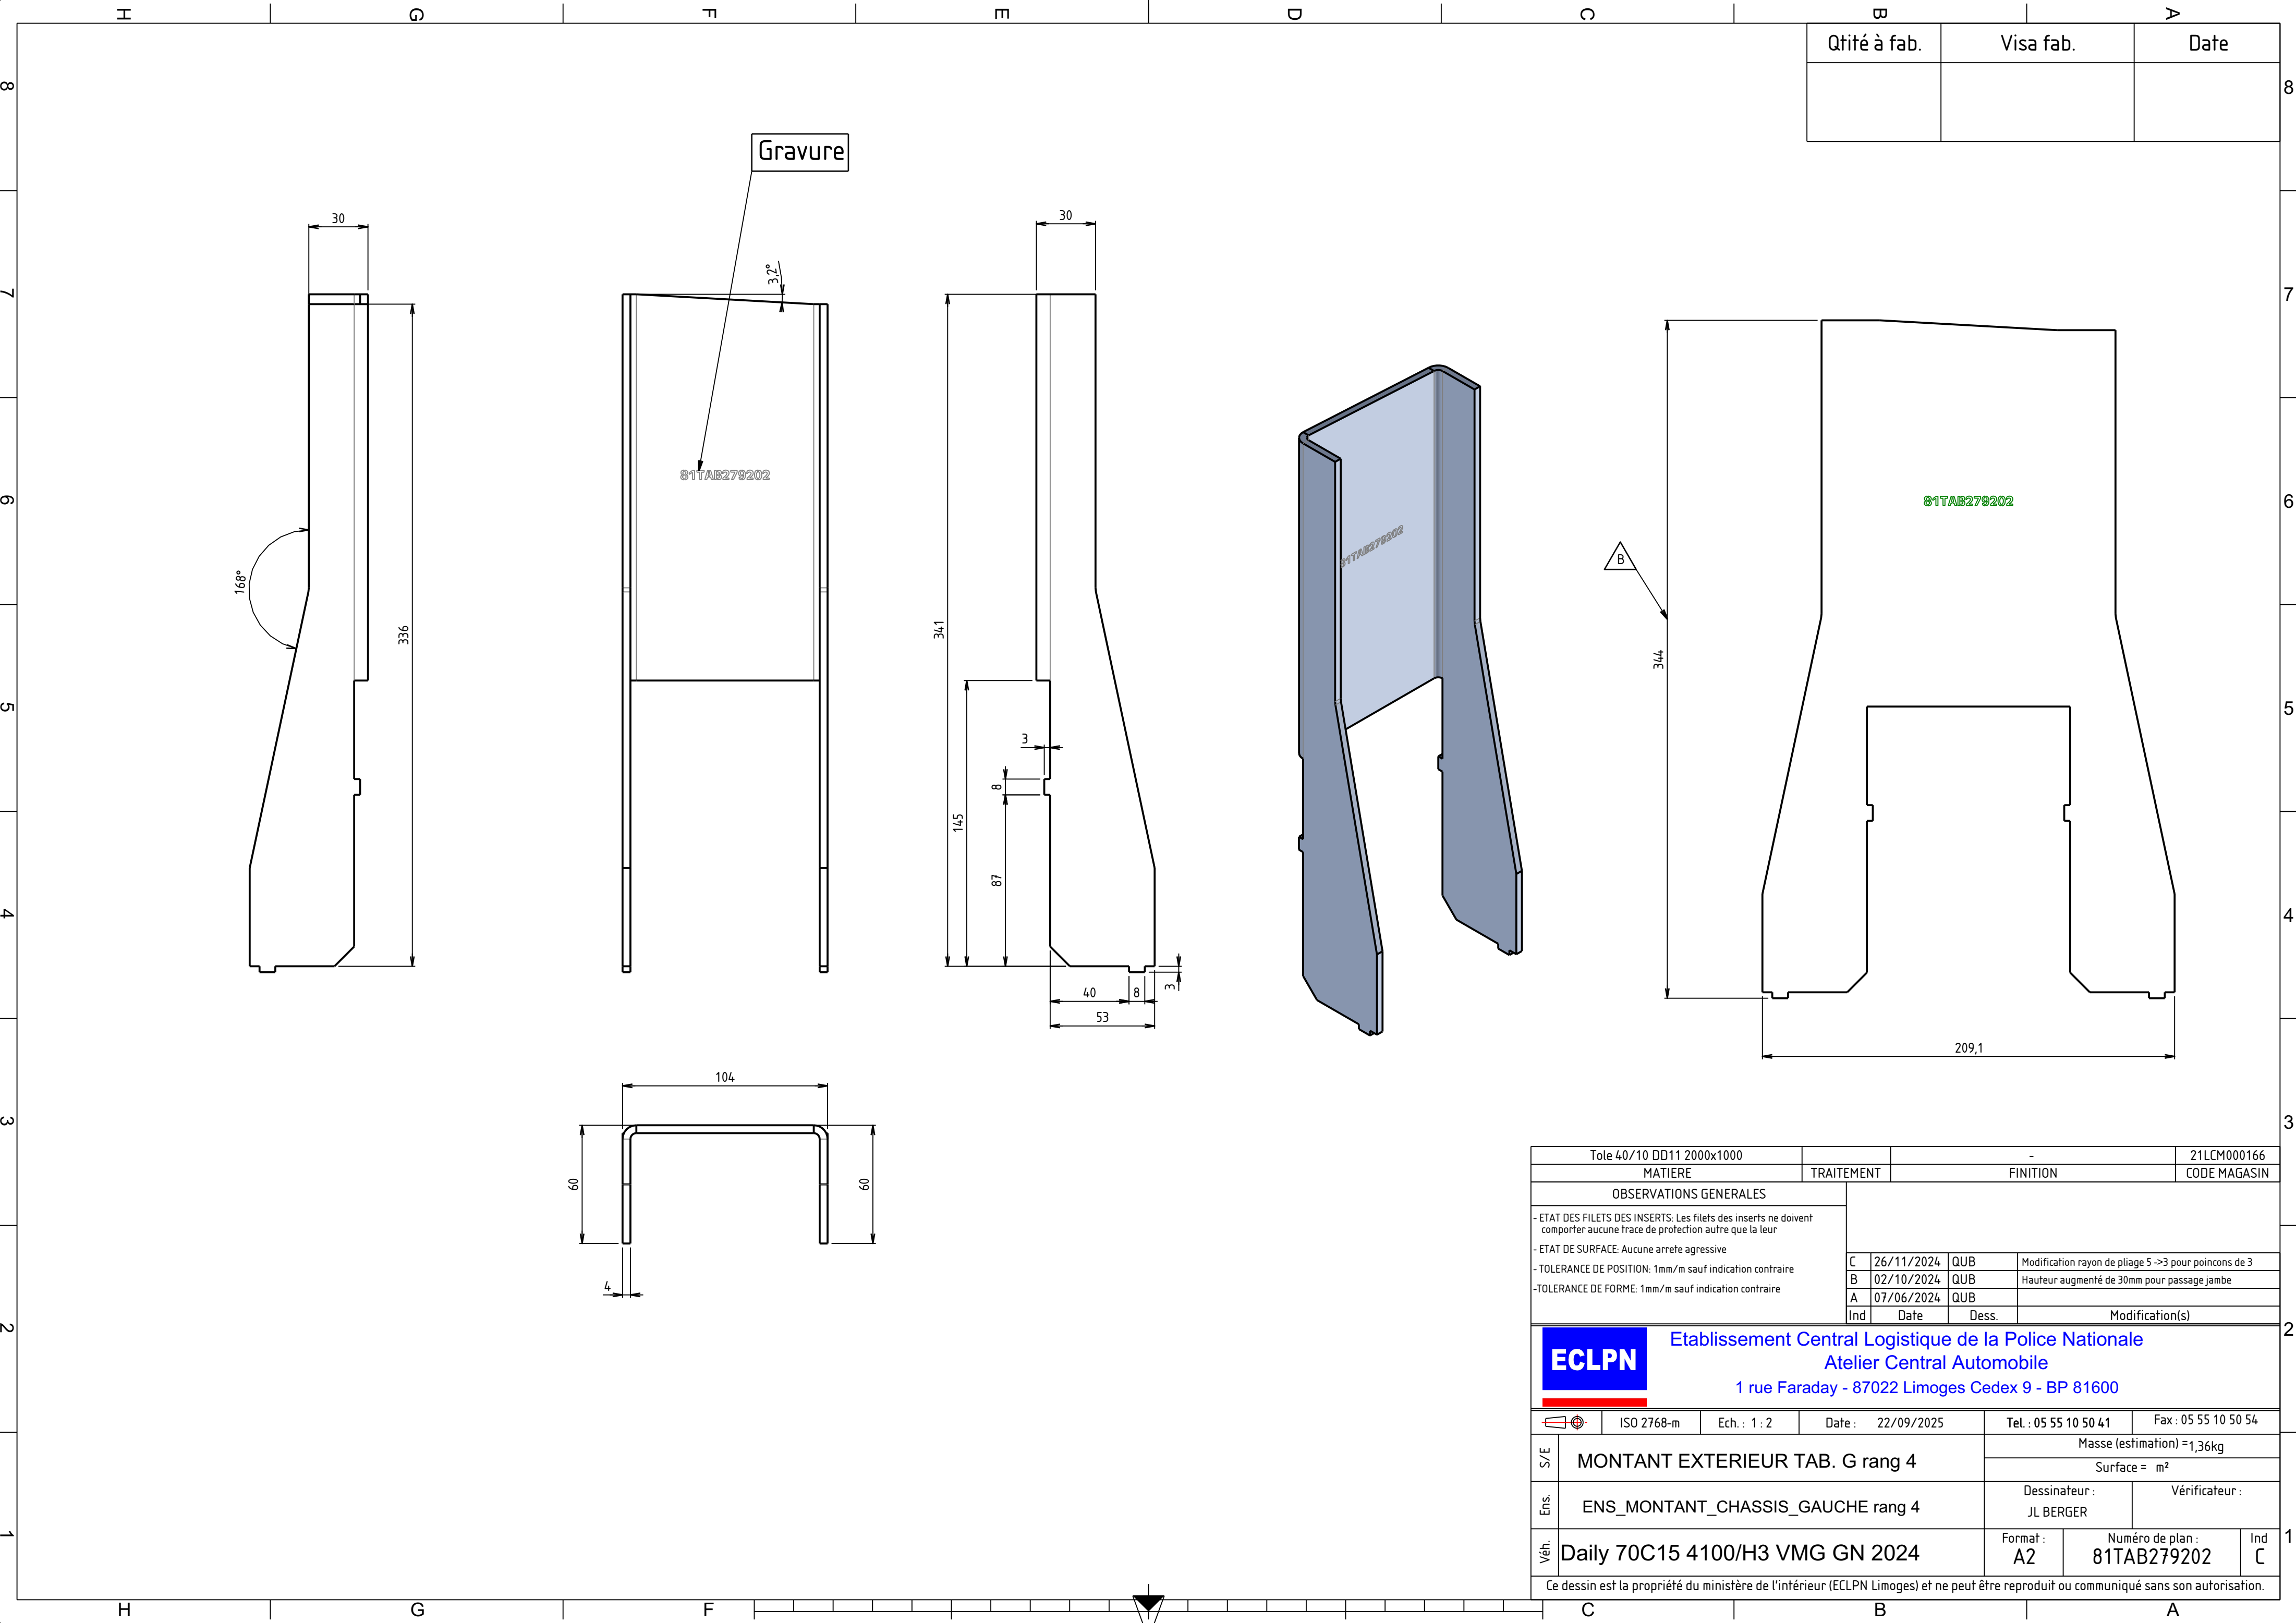 H G F E D C B A
8 8
7 7
6 6
5 5
4 4
3 3
2 2
1 1
Qtité à fab. Visa fab. Date
Gravure
30
336
168°
3,2°
81TAB279202
30
341
145
3
8
87
40 8
53
3
81TAB279202
B
344
81TAB279202
209,1
104
60 60
4
Tole 40/10 DD11 2000x1000 - 21LCM000166
MATIERE TRAITEMENT FINITION CODE MAGASIN
OBSERVATIONS GENERALES
- ETAT DES FILETS DES INSERTS: Les filets des inserts ne doivent
comporter aucune trace de protection autre que la leur
- ETAT DE SURFACE: Aucune arrete agressive
- TOLERANCE DE POSITION: 1mm/m sauf indication contraire
-TOLERANCE DE FORME: 1mm/m sauf indication contraire
C 26/11/2024 QUB Modification rayon de pliage 5 ->3 pour poincons de 3
B 02/10/2024 QUB Hauteur augmenté de 30mm pour passage jambe
A 07/06/2024 QUB
Ind Date Dess. Modification(s)
ECLPN
Etablissement Central Logistique de la Police Nationale
Atelier Central Automobile
1 rue Faraday - 87022 Limoges Cedex 9 - BP 81600
ISO 2768-m Ech. : 1 : 2 Date : 22/09/2025 Tel. : 05 55 10 50 41 Fax : 05 55 10 50 54
S/E MONTANT EXTERIEUR TAB. G rang 4
Masse (estimation) =1,36kg
Surface = m²
Ens. ENS_MONTANT_CHASSIS_GAUCHE rang 4
Dessinateur : Vérificateur :
JL BERGER
Véh. Daily 70C15 4100/H3 VMG GN 2024
Format : Numéro de plan : Ind
A2 81TAB279202 C
Ce dessin est la propriété du ministère de l'intérieur (ECLPN Limoges) et ne peut être reproduit ou communiqué sans son autorisation.
H G F C B A